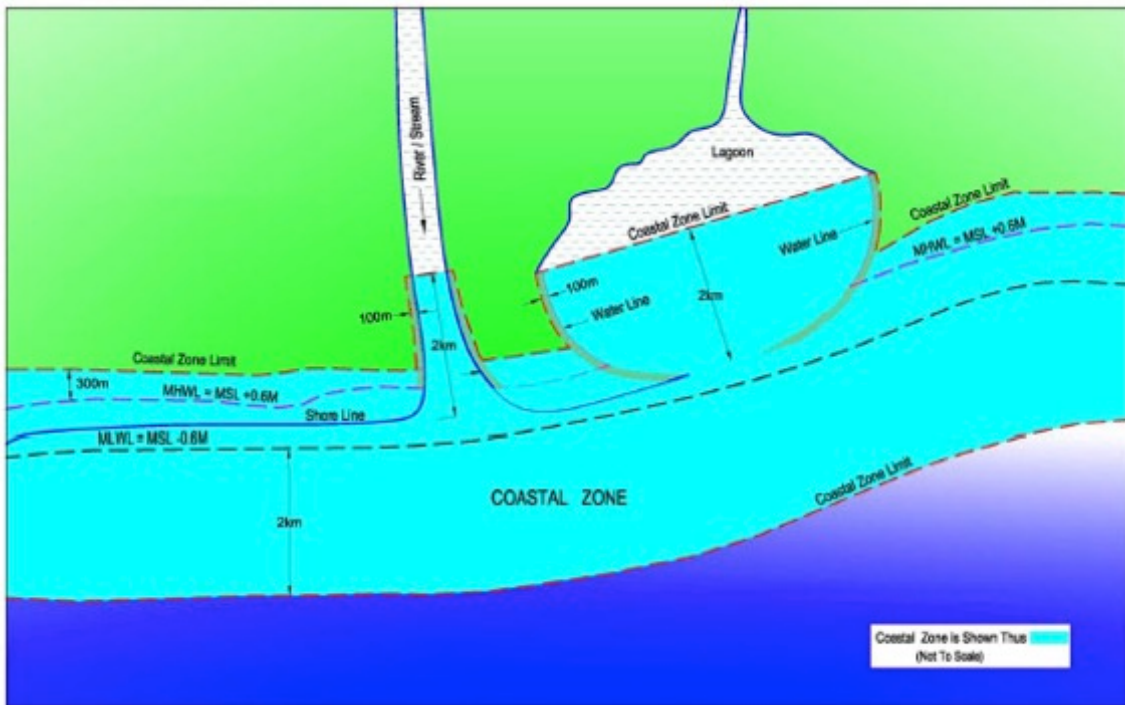 River / Stream
Lagoon
Coastal Zone Limit
Coastal Zone Limit
MHWL = MSL +0.6M
Water Line
100m
Water Line
2km
100m
2km
Coastal Zone Limit
300m
MHWL = MSL +0.6M
Shore Line
MLWL = MSL -0.6M
COASTAL ZONE
Coastal Zone Limit
2km
Coastal Zone is Shown Thus
(Not To Scale)